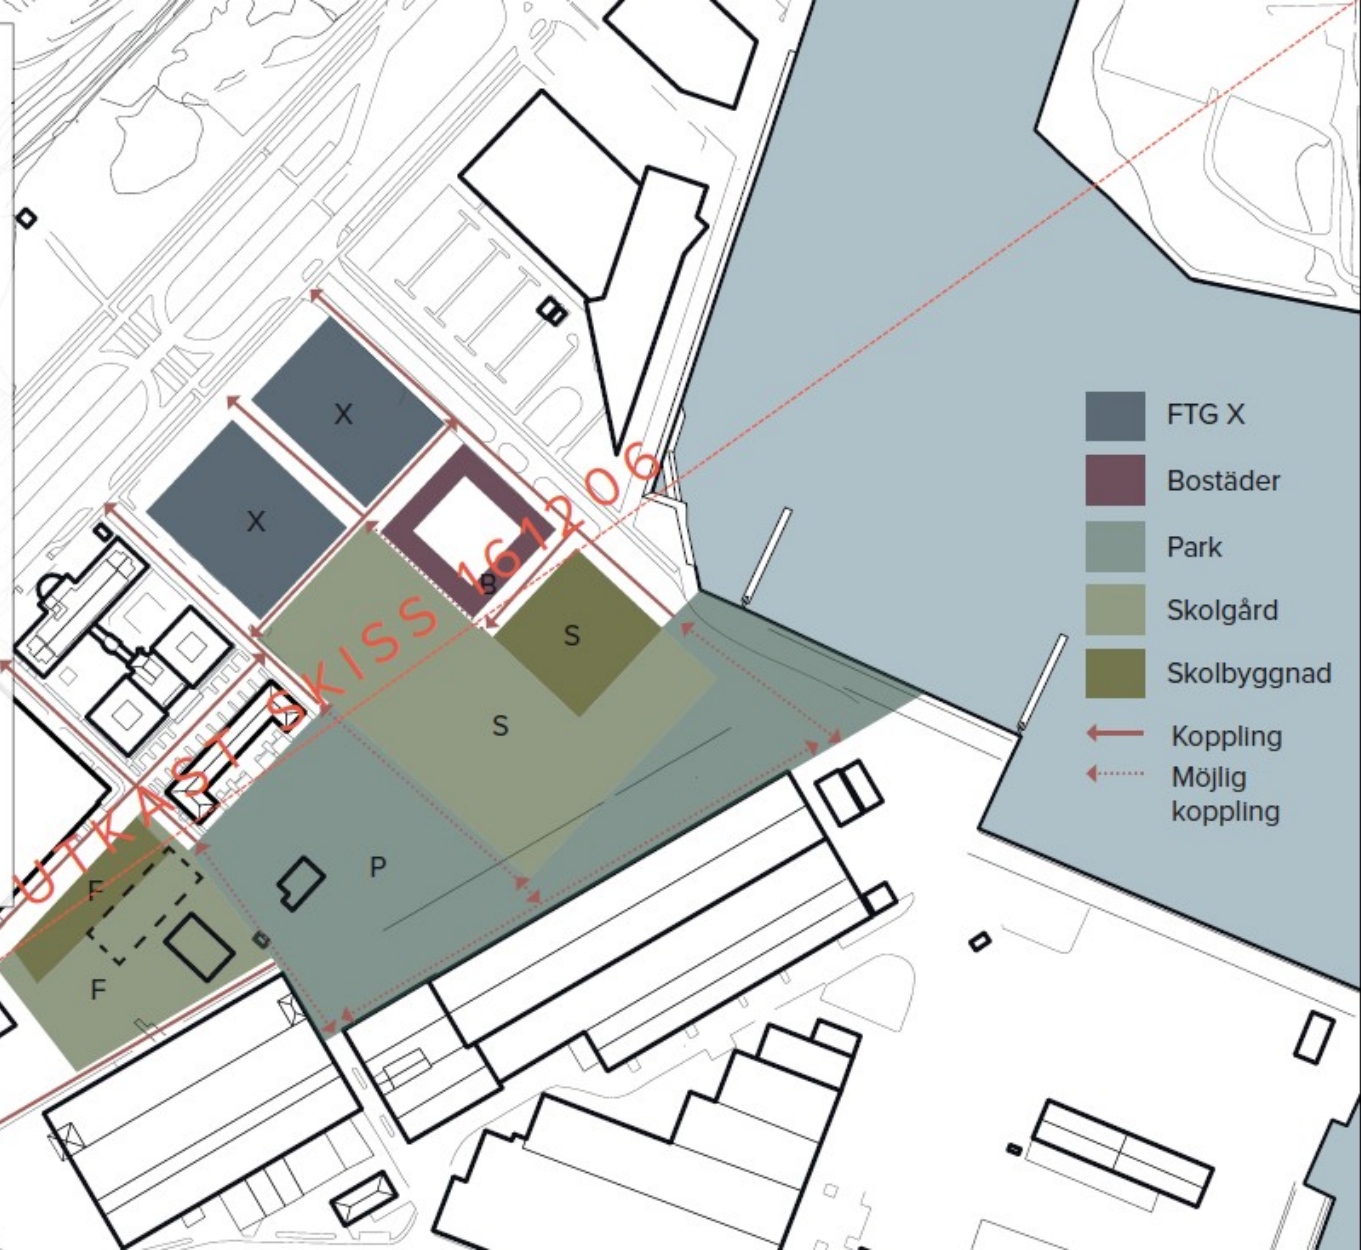 X
X
UTKAST SKISS 161206
B
S
S
P
F
F
FTG X
Bostäder
Park
Skolgård
Skolbyggnad
Koppling
Möjlig
koppling